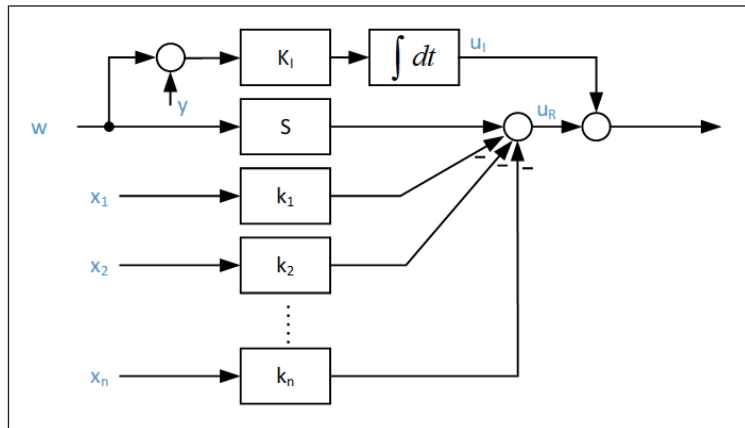 K_I
∫ dt
u_I
y
w
S
u_R
–
x_1
k_1
–
–
x_2
k_2
x_n
k_n